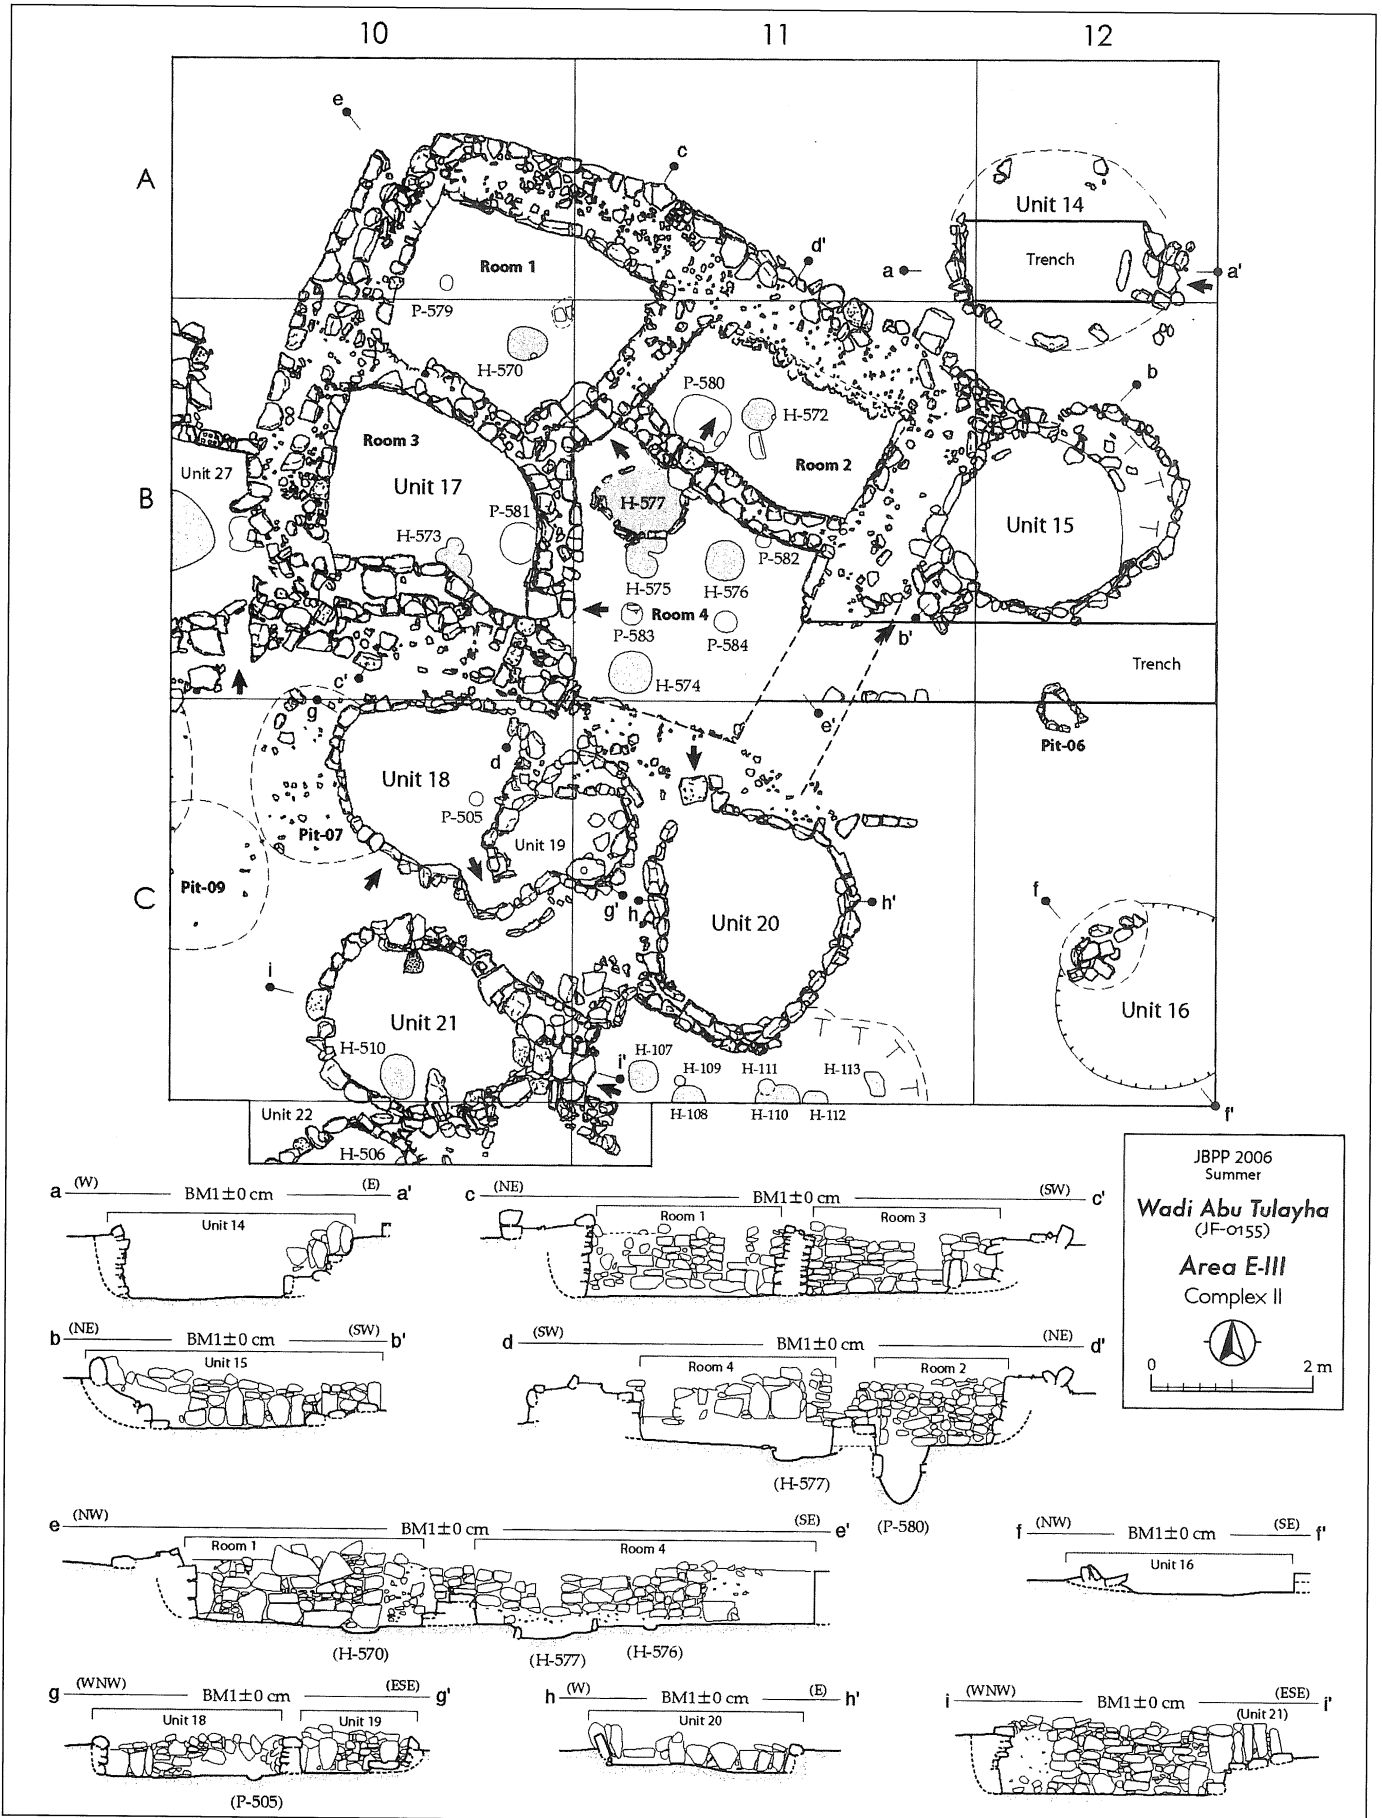 10 11 12
A
e
c
Unit 14
d'
a
Trench
a'
Room 1
P-579
H-570
P-580
b
H-572
Room 3
Room 2
Unit 27
B
Unit 17
H-577
P-581
Unit 15
H-573
P-582
H-575
H-576
Room 4
P-583
P-584
b'
Trench
c'
H-574
g
e'
Pit-06
d
Unit 18
P-505
Pit-07
Unit 19
Pit-09
C
g'
h
h'
Unit 20
f
i
Unit 21
Unit 16
H-510
i'
H-107
H-109
H-111
H-113
H-108
H-110
H-112
f'
Unit 22
H-506
JBPP 2006
Summer
Wadi Abu Tulayha
(JF-0155)
Area E-III
Complex II
0 2 m
a (W) BM1±0 cm (E) a'
Unit 14
c (NE) BM1±0 cm (SW) c'
Room 1 Room 3
b (NE) BM1±0 cm (SW) b'
Unit 15
d (SW) BM1±0 cm (NE) d'
Room 4 Room 2
(H-577)
(P-580)
e (NW) BM1±0 cm (SE) e'
Room 1 Room 4
(H-570) (H-577) (H-576)
f (NW) BM1±0 cm (SE) f'
Unit 16
g (WNW) BM1±0 cm (ESE) g'
Unit 18 Unit 19
(P-505)
h (W) BM1±0 cm (E) h'
Unit 20
i (WNW) BM1±0 cm (ESE) i'
(Unit 21)